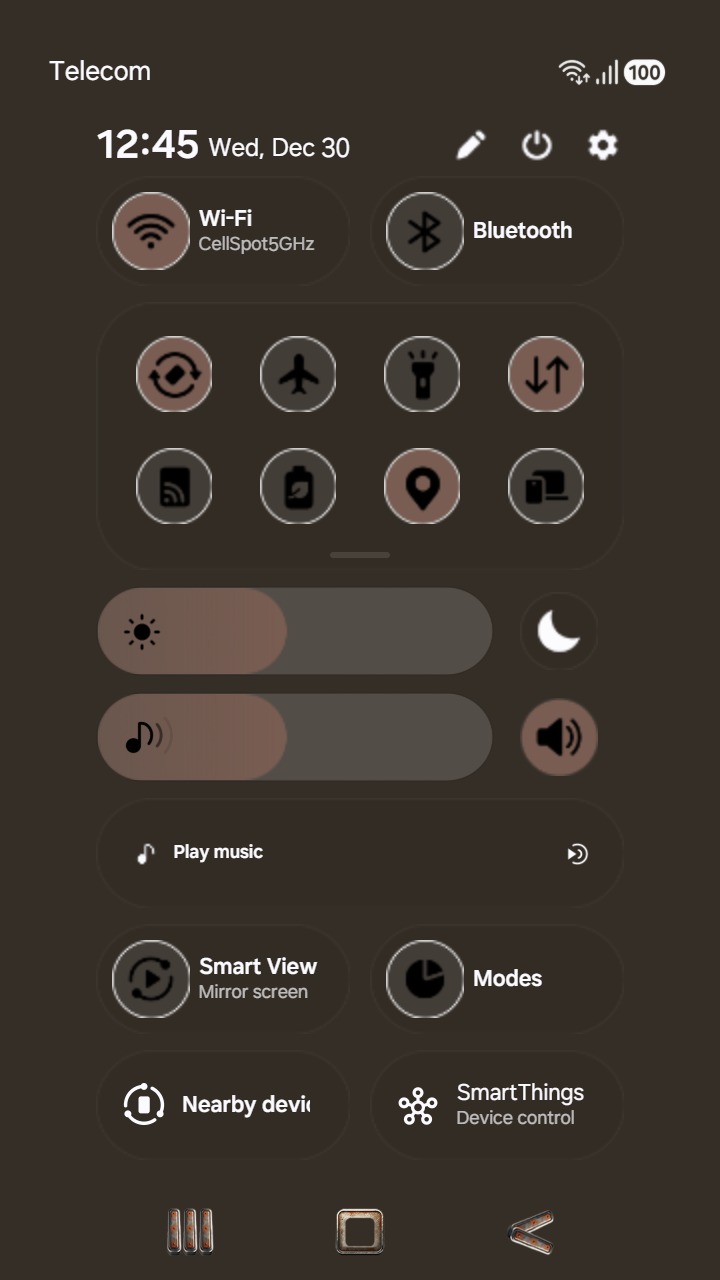 Telecom
100
12:45 Wed, Dec 30
Wi-Fi
CellSpot5GHz
Bluetooth
Play music
Smart View
Mirror screen
Modes
Nearby devi
SmartThings
Device control